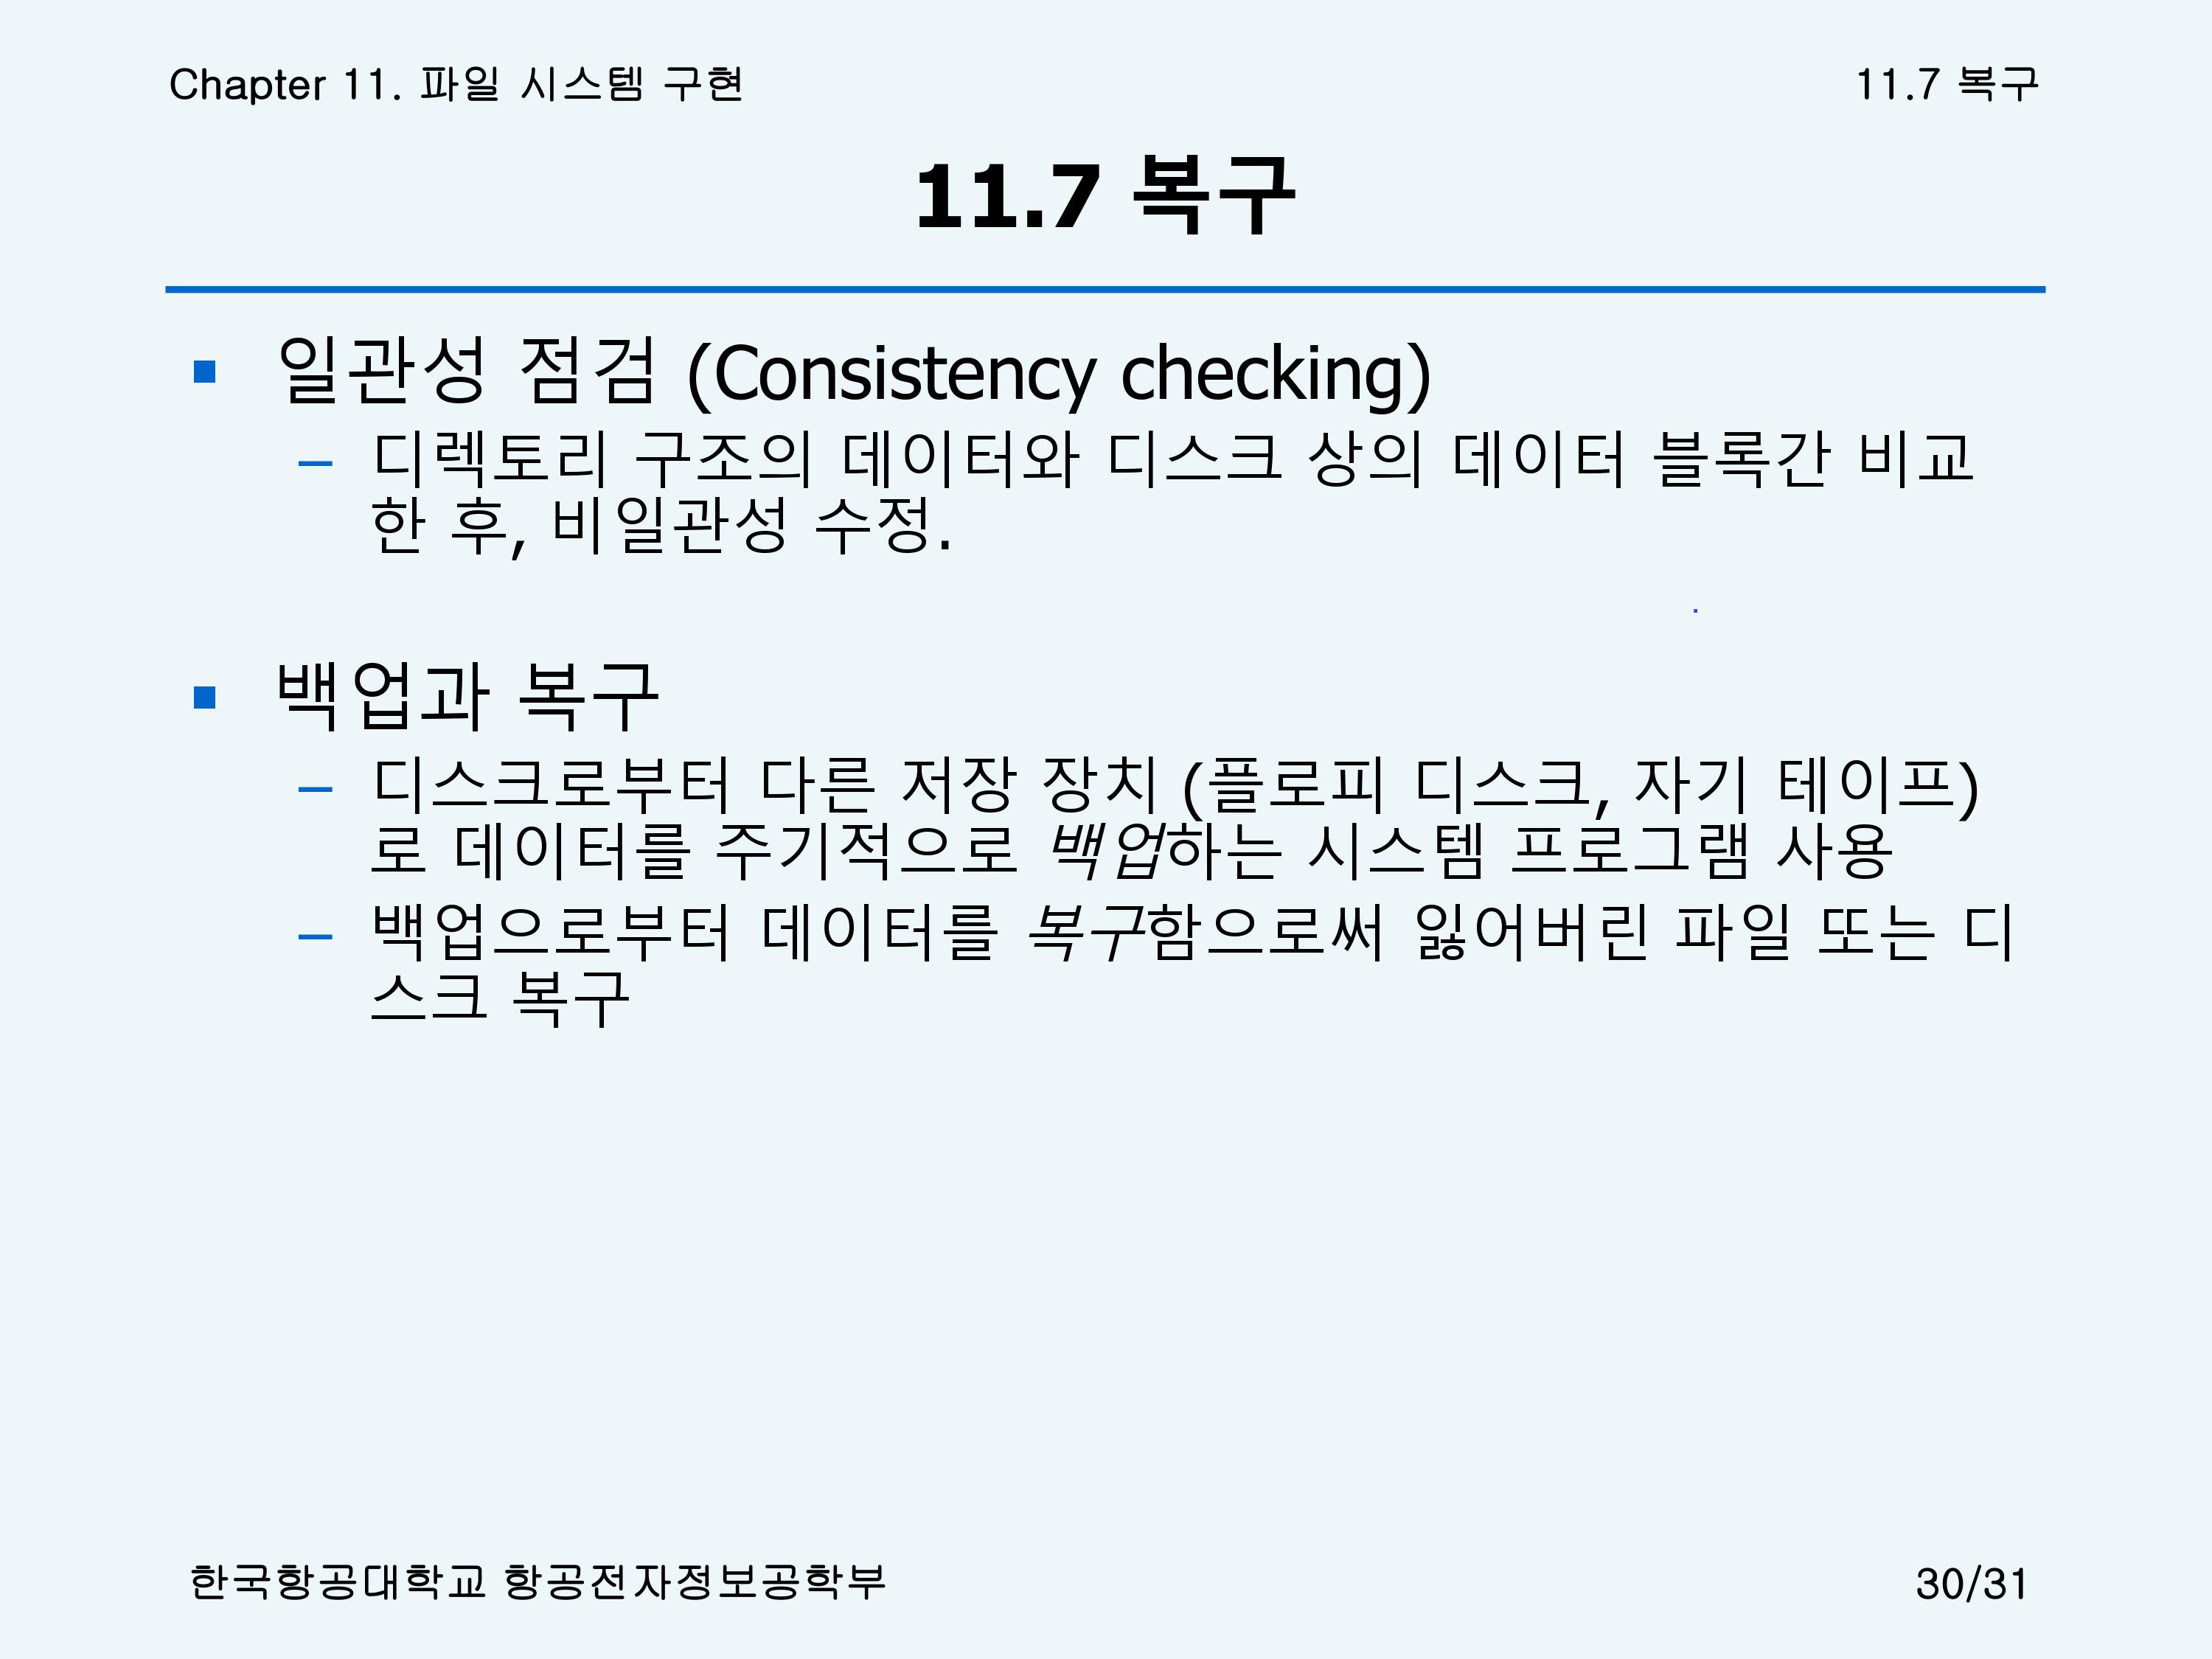 Chapter 11. 파일 시스템 구현
11.7 복구
11.7 복구
일관성 점검 (Consistency checking)
– 디렉토리 구조의 데이터와 디스크 상의 데이터 블록간 비교
한 후, 비일관성 수정.
백업과 복구
– 디스크로부터 다른 저장 장치 (플로피 디스크, 자기 테이프)
로 데이터를 주기적으로 백업하는 시스템 프로그램 사용
– 백업으로부터 데이터를 복구함으로써 잃어버린 파일 또는 디
스크 복구
한국항공대학교 항공전자정보공학부
30/31